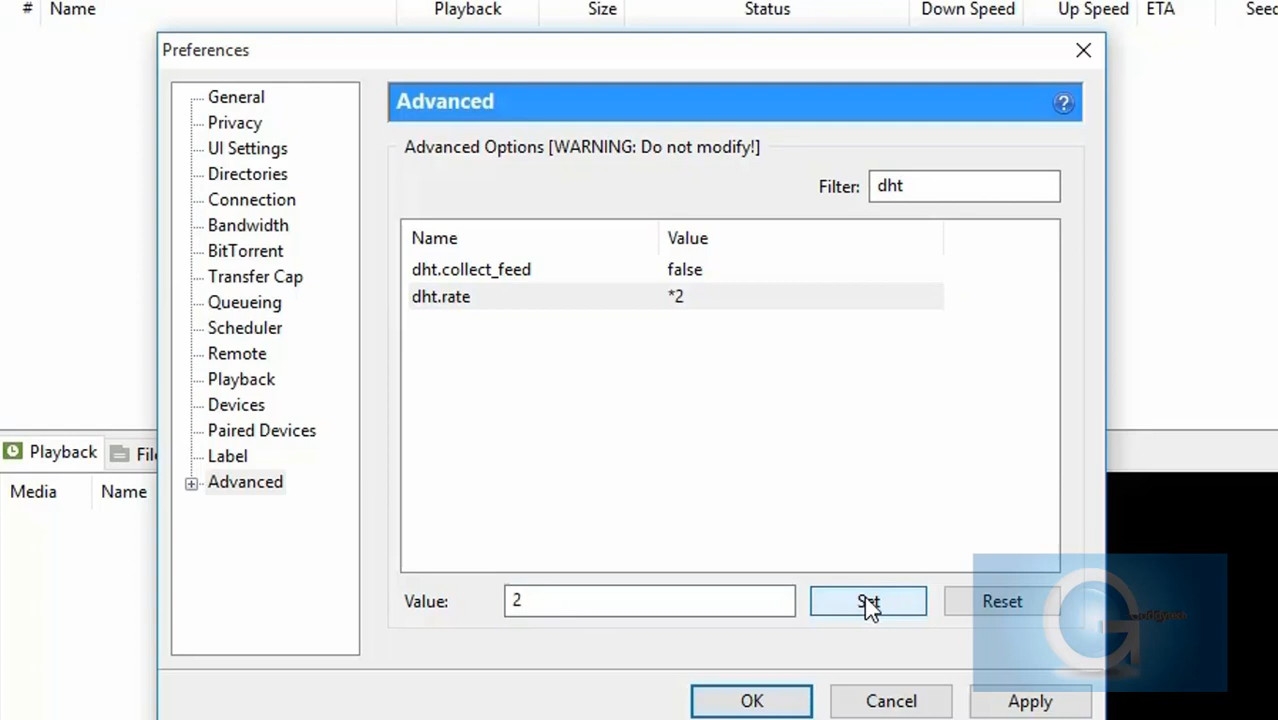 # Name Playback Size Status Down Speed Up Speed ETA Seed
Preferences
General
Privacy
UI Settings
Directories
Connection
Bandwidth
BitTorrent
Transfer Cap
Queueing
Scheduler
Remote
Playback
Devices
Paired Devices
Label
Advanced
Advanced
Advanced Options [WARNING: Do not modify!]
Filter: dht
Name Value
dht.collect_feed false
dht.rate *2
Value: 2 Set Reset
OK Cancel Apply
Playback
Media Name